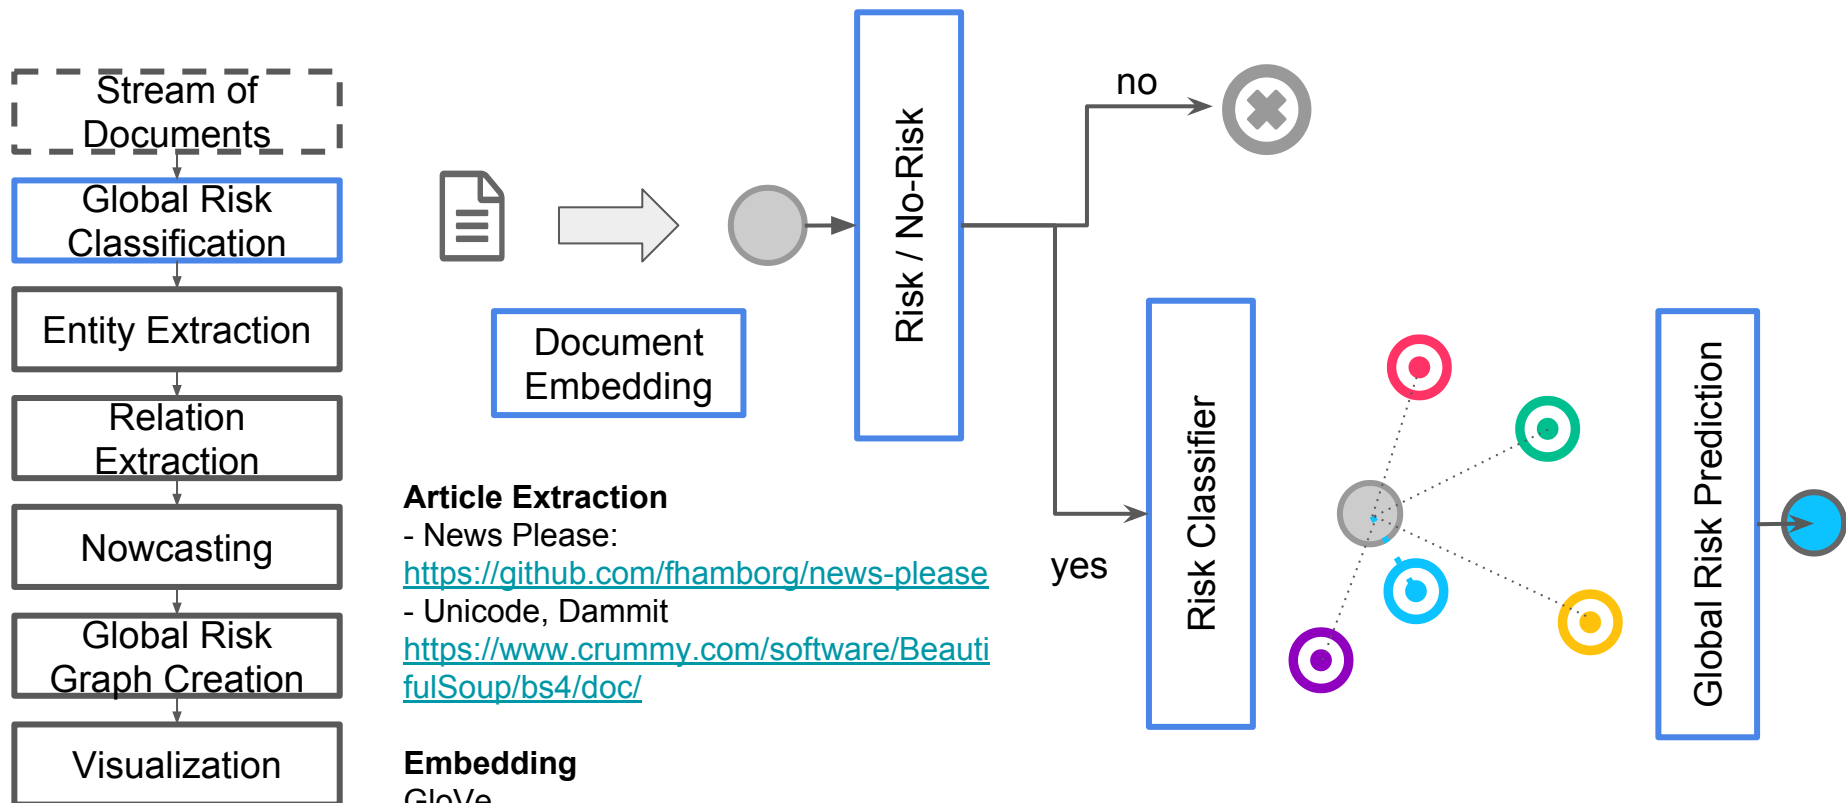 Stream of
Documents
Global Risk
Classification
Entity Extraction
Relation
Extraction
Nowcasting
Global Risk
Graph Creation
Visualization
Document
Embedding
Risk / No-Risk
no
yes
Risk Classifier
Global Risk Prediction
Article Extraction
- News Please:
https://github.com/fhamborg/news-please
- Unicode, Dammit
https://www.crummy.com/software/Beauti
fulSoup/bs4/doc/
Embedding
GloVe